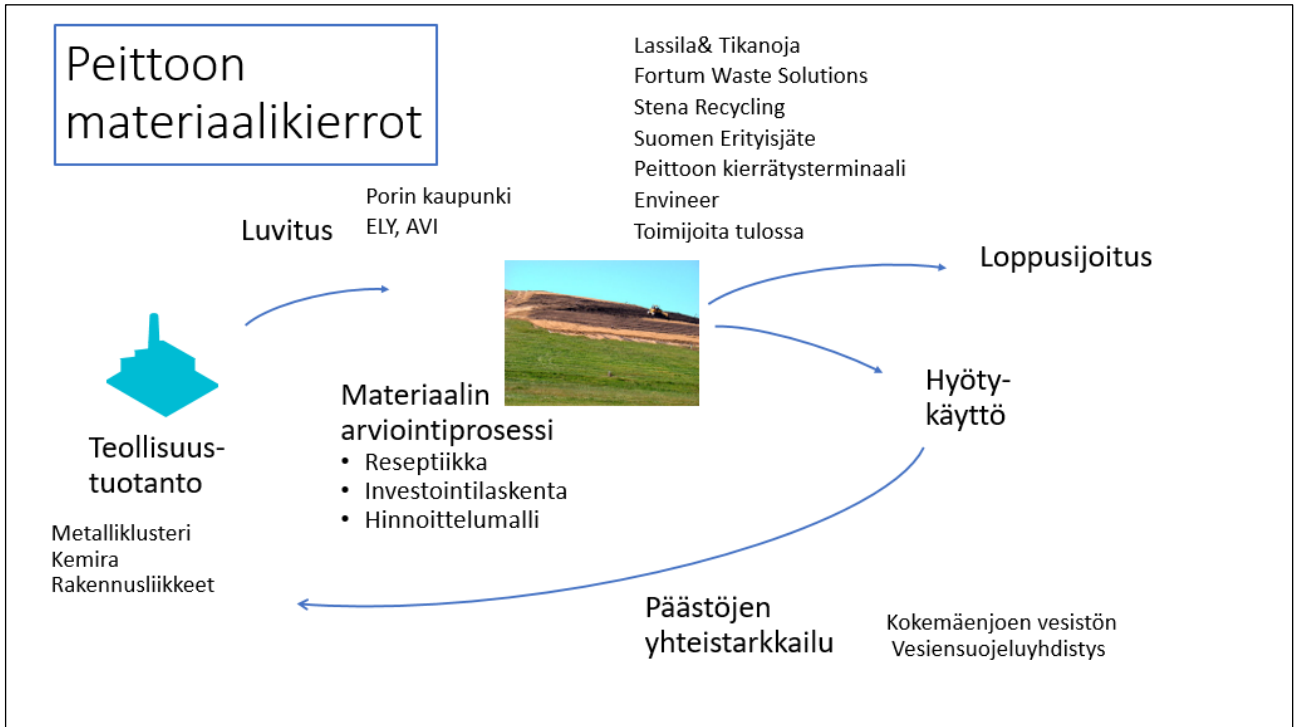 Peittoon
materiaalikierrot
Lassila& Tikanoja
Fortum Waste Solutions
Stena Recycling
Suomen Erityisjäte
Peittoon kierrätysterminaali
Envineer
Toimijoita tulossa
Porin kaupunki
ELY, AVI
Luvitus
Loppusijoitus
Hyöty-
käyttö
Materiaalin
arviointiprosessi
• Reseptiikka
• Investointilaskenta
• Hinnoittelumalli
Teollisuus-
tuotanto
Metalliklusteri
Kemira
Rakennusliikkeet
Päästöjen
yhteistarkkailu
Kokemäenjoen vesistön
Vesiensuojeluyhdistys